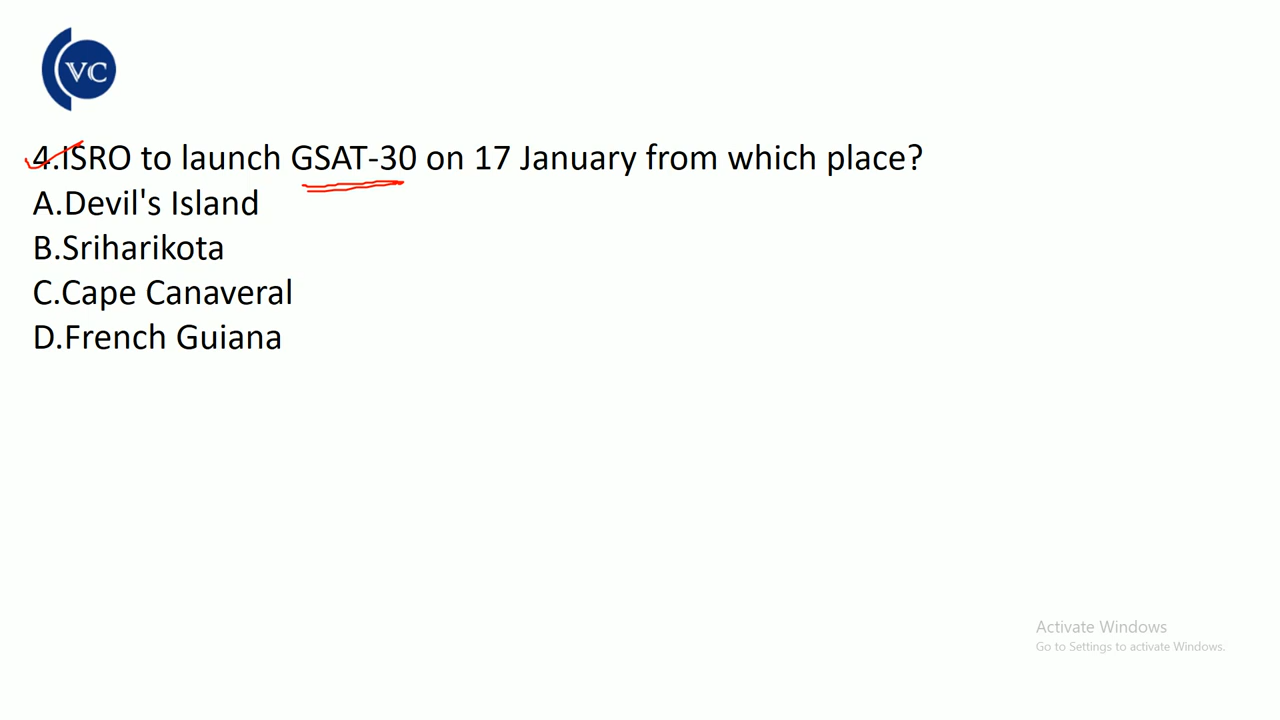 VC
4.ISRO to launch GSAT-30 on 17 January from which place?
A.Devil's Island
B.Sriharikota
C.Cape Canaveral
D.French Guiana
Activate Windows
Go to Settings to activate Windows.